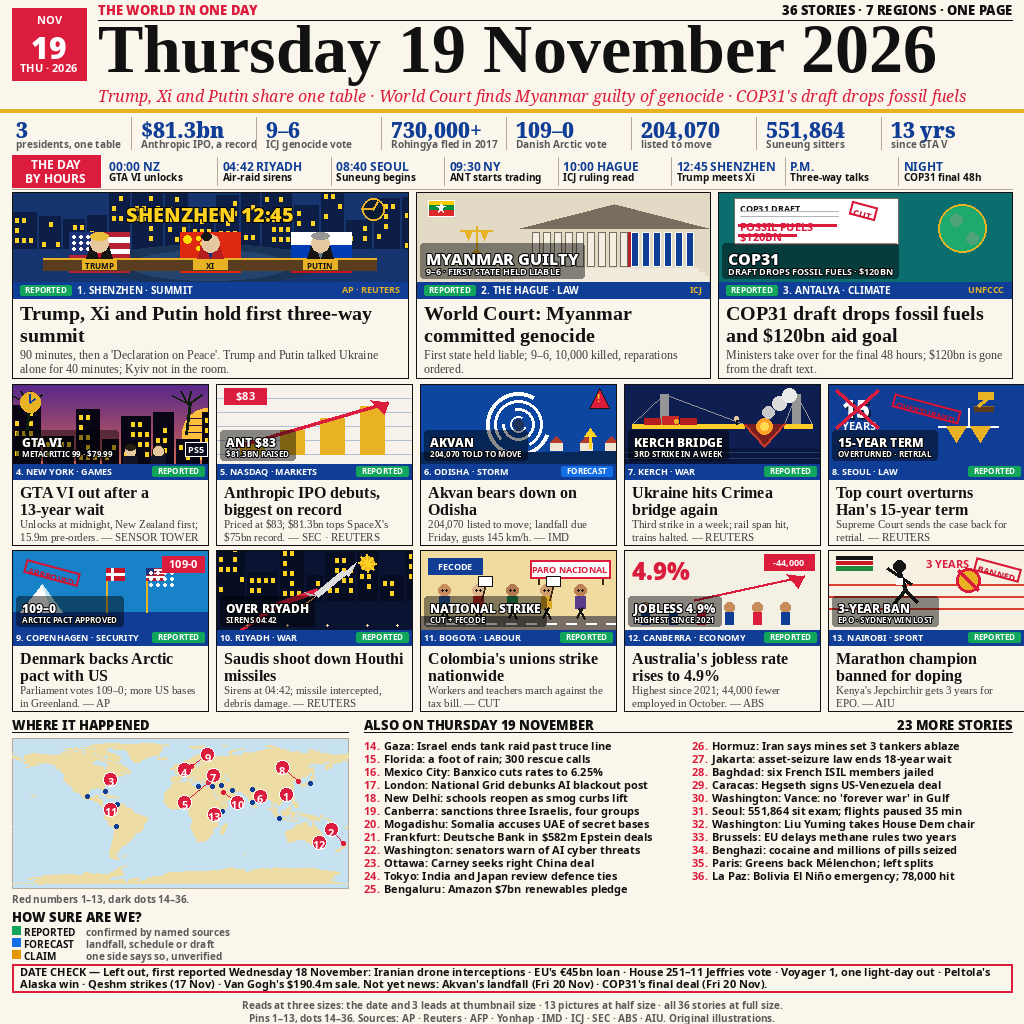 NOV
19
THU · 2026
THE WORLD IN ONE DAY
36 STORIES · 7 REGIONS · ONE PAGE
Thursday 19 November 2026
Trump, Xi and Putin share one table · World Court finds Myanmar guilty of genocide · COP31's draft drops fossil fuels
3
presidents, one table
$81.3bn
Anthropic IPO, a record
9–6
ICJ genocide vote
730,000+
Rohingya fled in 2017
109–0
Danish Arctic vote
204,070
listed to move
551,864
Suneung sitters
13 yrs
since GTA V
THE DAY
BY HOURS
00:00 NZ
GTA VI unlocks
04:42 RIYADH
Air-raid sirens
08:40 SEOUL
Suneung begins
09:30 NY
ANT starts trading
10:00 HAGUE
ICJ ruling read
12:45 SHENZHEN
Trump meets Xi
P.M.
Three-way talks
NIGHT
COP31 final 48h
SHENZHEN 12:45
TRUMP
XI
PUTIN
REPORTED 1. SHENZHEN · SUMMIT AP · REUTERS
Trump, Xi and Putin hold first three-way
summit
90 minutes, then a 'Declaration on Peace'. Trump and Putin talked Ukraine
alone for 40 minutes; Kyiv not in the room.
MYANMAR GUILTY
9–6 · FIRST STATE HELD LIABLE
REPORTED 2. THE HAGUE · LAW ICJ
World Court: Myanmar
committed genocide
First state held liable; 9–6, 10,000 killed, reparations
ordered.
COP31 DRAFT
FOSSIL FUELS
$120BN
CUT
COP31
DRAFT DROPS FOSSIL FUELS · $120BN
REPORTED 3. ANTALYA · CLIMATE UNFCCC
COP31 draft drops fossil fuels
and $120bn aid goal
Ministers take over for the final 48 hours; $120bn is gone
from the draft text.
GTA VI
METACRITIC 99 · $79.99
PS5
4. NEW YORK · GAMES REPORTED
GTA VI out after a
13-year wait
Unlocks at midnight, New Zealand first;
15.9m pre-orders. — SENSOR TOWER
$83
ANT $83
$81.3BN RAISED
5. NASDAQ · MARKETS REPORTED
Anthropic IPO debuts,
biggest on record
Priced at $83; $81.3bn tops SpaceX's
$75bn record. — SEC · REUTERS
AKVAN
204,070 TOLD TO MOVE
6. ODISHA · STORM FORECAST
Akvan bears down on
Odisha
204,070 listed to move; landfall due
Friday, gusts 145 km/h. — IMD
KERCH BRIDGE
3RD STRIKE IN A WEEK
7. KERCH · WAR REPORTED
Ukraine hits Crimea
bridge again
Third strike in a week; rail span hit,
trains halted. — REUTERS
15
YEARS
15-YEAR TERM
OVERTURNED · RETRIAL
8. SEOUL · LAW REPORTED
Top court overturns
Han's 15-year term
Supreme Court sends the case back for
retrial. — REUTERS
APPROVED
109-0
109–0
ARCTIC PACT APPROVED
9. COPENHAGEN · SECURITY REPORTED
Denmark backs Arctic
pact with US
Parliament votes 109–0; more US bases
in Greenland. — AP
OVER RIYADH
SIRENS 04:42
10. RIYADH · WAR REPORTED
Saudis shoot down Houthi
missiles
Sirens at 04:42; missile intercepted,
debris damage. — REUTERS
FECODE
PARO NACIONAL
NATIONAL STRIKE
CUT + FECODE
11. BOGOTA · LABOUR REPORTED
Colombia's unions strike
nationwide
Workers and teachers march against the
tax bill. — CUT
4.9%
-44,000
JOBLESS 4.9%
HIGHEST SINCE 2021
12. CANBERRA · ECONOMY REPORTED
Australia's jobless rate
rises to 4.9%
Highest since 2021; 44,000 fewer
employed in October. — ABS
3 YEARS
BANNED
3-YEAR BAN
EPO · SYDNEY WIN LOST
13. NAIROBI · SPORT REPORTED
Marathon champion
banned for doping
Kenya's Jepchirchir gets 3 years for
EPO. — AIU
WHERE IT HAPPENED
9
4
7
8
3
5
10
6
1
11
13
2
12
Red numbers 1–13, dark dots 14–36.
HOW SURE ARE WE?
REPORTED confirmed by named sources
FORECAST landfall, schedule or draft
CLAIM one side says so, unverified
ALSO ON THURSDAY 19 NOVEMBER
23 MORE STORIES
14. Gaza: Israel ends tank raid past truce line
15. Florida: a foot of rain; 300 rescue calls
16. Mexico City: Banxico cuts rates to 6.25%
17. London: National Grid debunks AI blackout post
18. New Delhi: schools reopen as smog curbs lift
19. Canberra: sanctions three Israelis, four groups
20. Mogadishu: Somalia accuses UAE of secret bases
21. Frankfurt: Deutsche Bank in $582m Epstein deals
22. Washington: senators warn of AI cyber threats
23. Ottawa: Carney seeks right China deal
24. Tokyo: India and Japan review defence ties
25. Bengaluru: Amazon $7bn renewables pledge
26. Hormuz: Iran says mines set 3 tankers ablaze
27. Jakarta: asset-seizure law ends 18-year wait
28. Baghdad: six French ISIL members jailed
29. Caracas: Hegseth signs US-Venezuela deal
30. Washington: Vance: no 'forever war' in Gulf
31. Seoul: 551,864 sit exam; flights paused 35 min
32. Washington: Liu Yuming takes House Dem chair
33. Brussels: EU delays methane rules two years
34. Benghazi: cocaine and millions of pills seized
35. Paris: Greens back Mélenchon; left splits
36. La Paz: Bolivia El Niño emergency; 78,000 hit
DATE CHECK — Left out, first reported Wednesday 18 November: Iranian drone interceptions · EU's €45bn loan · House 251–11 Jeffries vote · Voyager 1, one light-day out · Peltola's
Alaska win · Qeshm strikes (17 Nov) · Van Gogh's $190.4m sale. Not yet news: Akvan's landfall (Fri 20 Nov) · COP31's final deal (Fri 20 Nov).
Reads at three sizes: the date and 3 leads at thumbnail size · 13 pictures at half size · all 36 stories at full size.
Pins 1–13, dots 14–36. Sources: AP · Reuters · AFP · Yonhap · IMD · ICJ · SEC · ABS · AIU. Original illustrations.